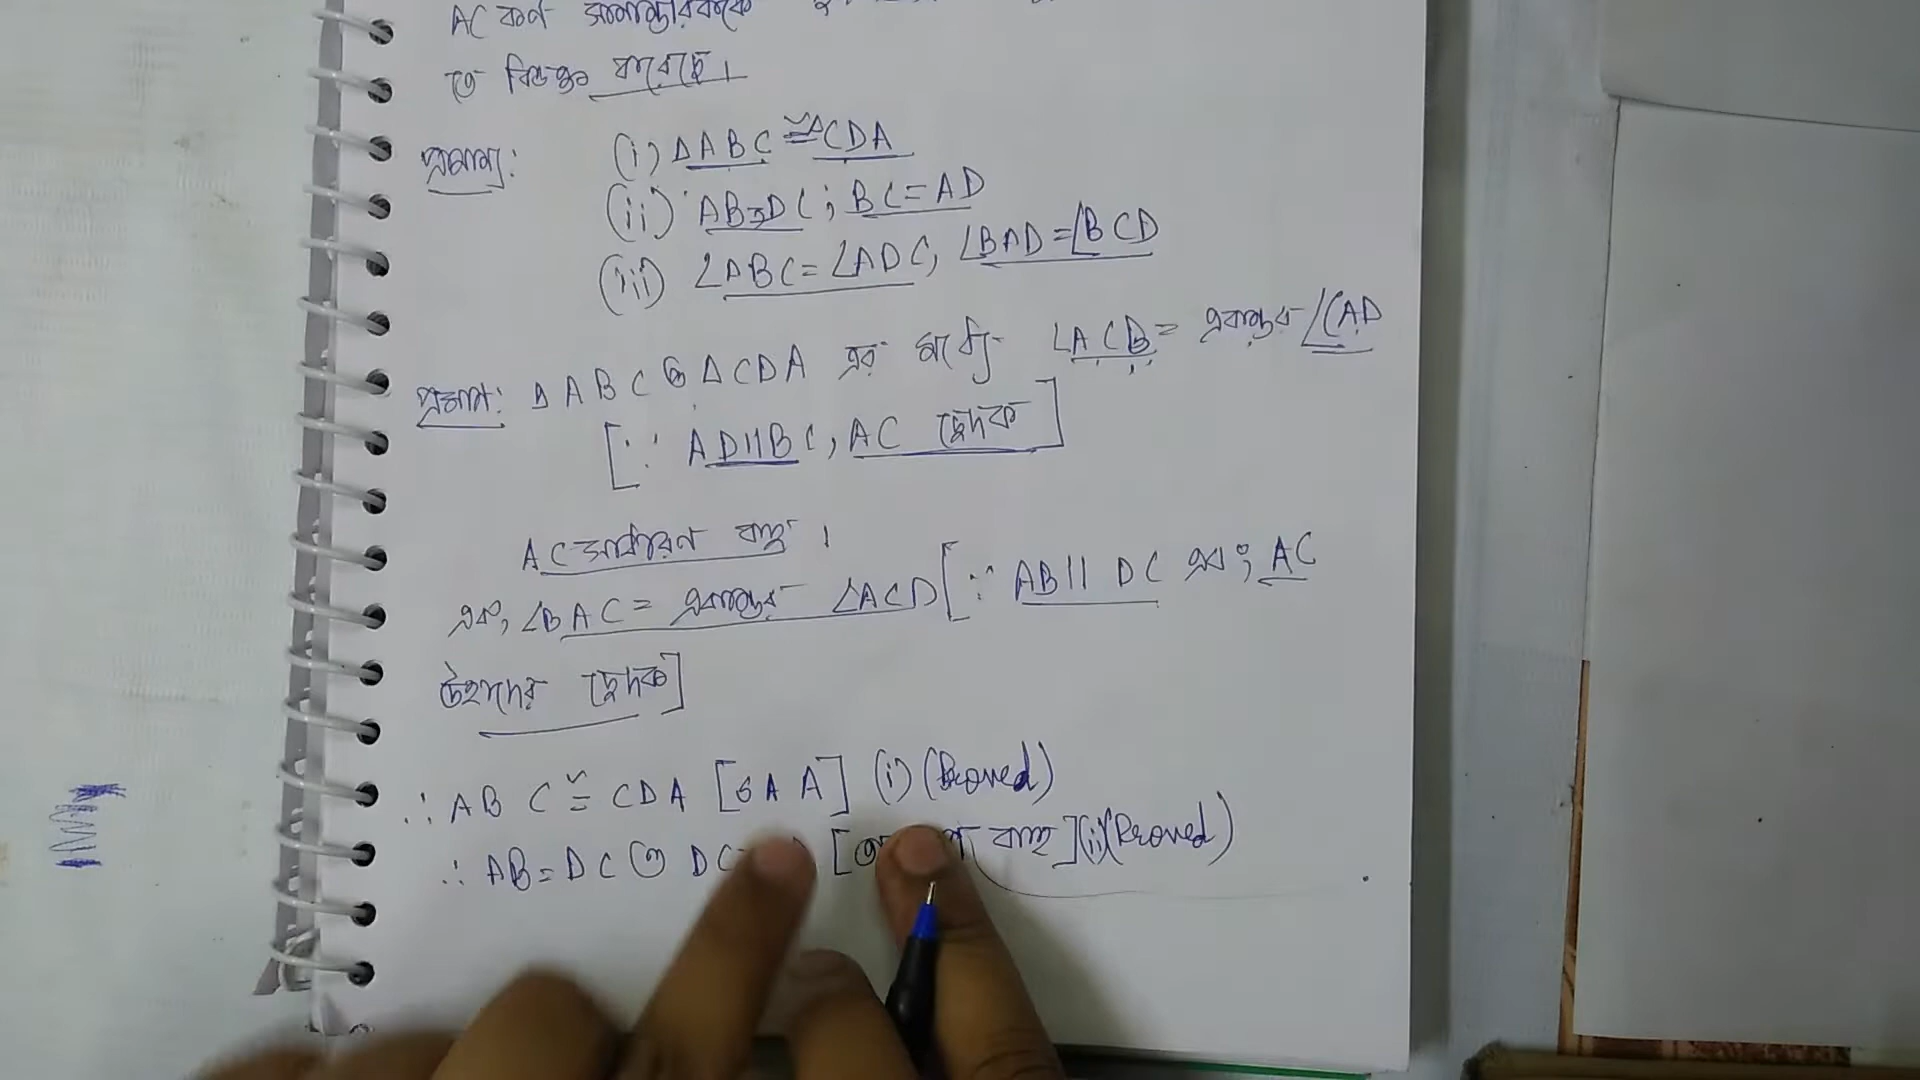 AC কর্ণ সামান্তরিকটিকে
তে বিভক্ত করেছে।
প্রমাণ্য: (i) ΔABC ≅ ΔCDA
(ii) AB=DC; BC=AD
(iii) ∠ABC=∠ADC, ∠BAD=∠BCD
প্রমাণ: ΔABC ও ΔCDA এর মধ্যে ∠ACB= একান্তর ∠CAD
[∵ AD||BC, AC ছেদক]
AC সাধারণ বাহু।
এবং, ∠BAC= একান্তর ∠ACD [∵ AB|| DC এবং, AC
উহাদের ছেদক]
∴ ABC ≅ CDA [SAA] (i) (Proved)
∴ AB=DC ও DC= [ বাহু](ii)(Proved)